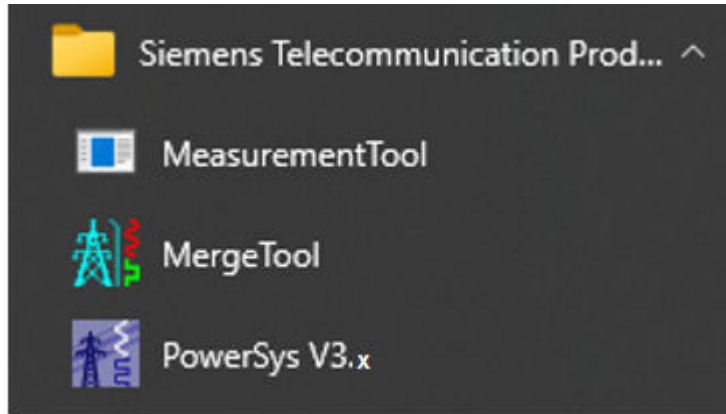 Siemens Telecommunication Prod...
MeasurementTool
MergeTool
PowerSys V3.x